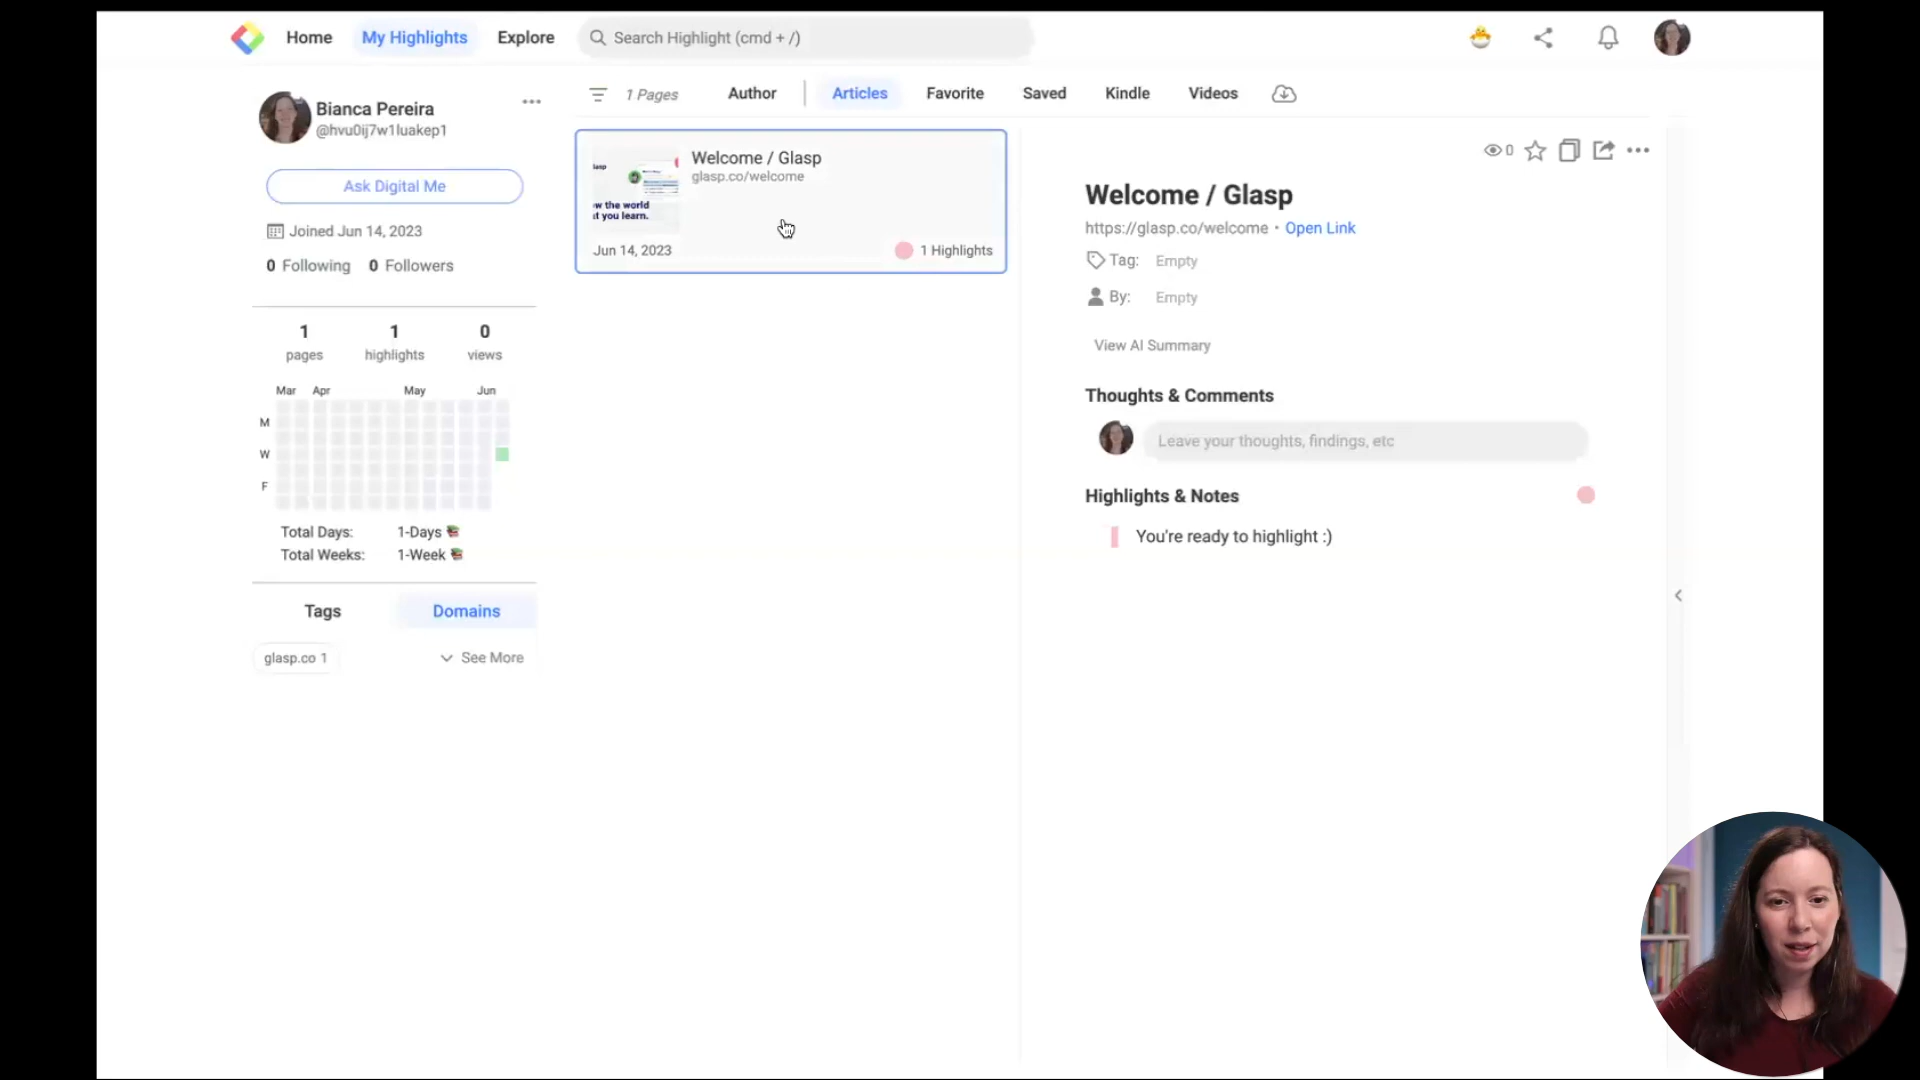 Home
My Highlights
Explore
Search Highlight (cmd + /)
Bianca Pereira
@hvu0ij7w1luakep1
Ask Digital Me
Joined Jun 14, 2023
0 Following 0 Followers
1 1 0
pages highlights views
Mar Apr May Jun
M
W
F
Total Days: 1-Days
Total Weeks: 1-Week
Tags Domains
glasp.co 1
See More
1 Pages
Author
Articles
Favorite
Saved
Kindle
Videos
Welcome / Glasp
glasp.co/welcome
w the world
t you learn.
Jun 14, 2023
1 Highlights
0
Welcome / Glasp
https://glasp.co/welcome • Open Link
Tag: Empty
By: Empty
View AI Summary
Thoughts & Comments
Leave your thoughts, findings, etc
Highlights & Notes
You're ready to highlight :)